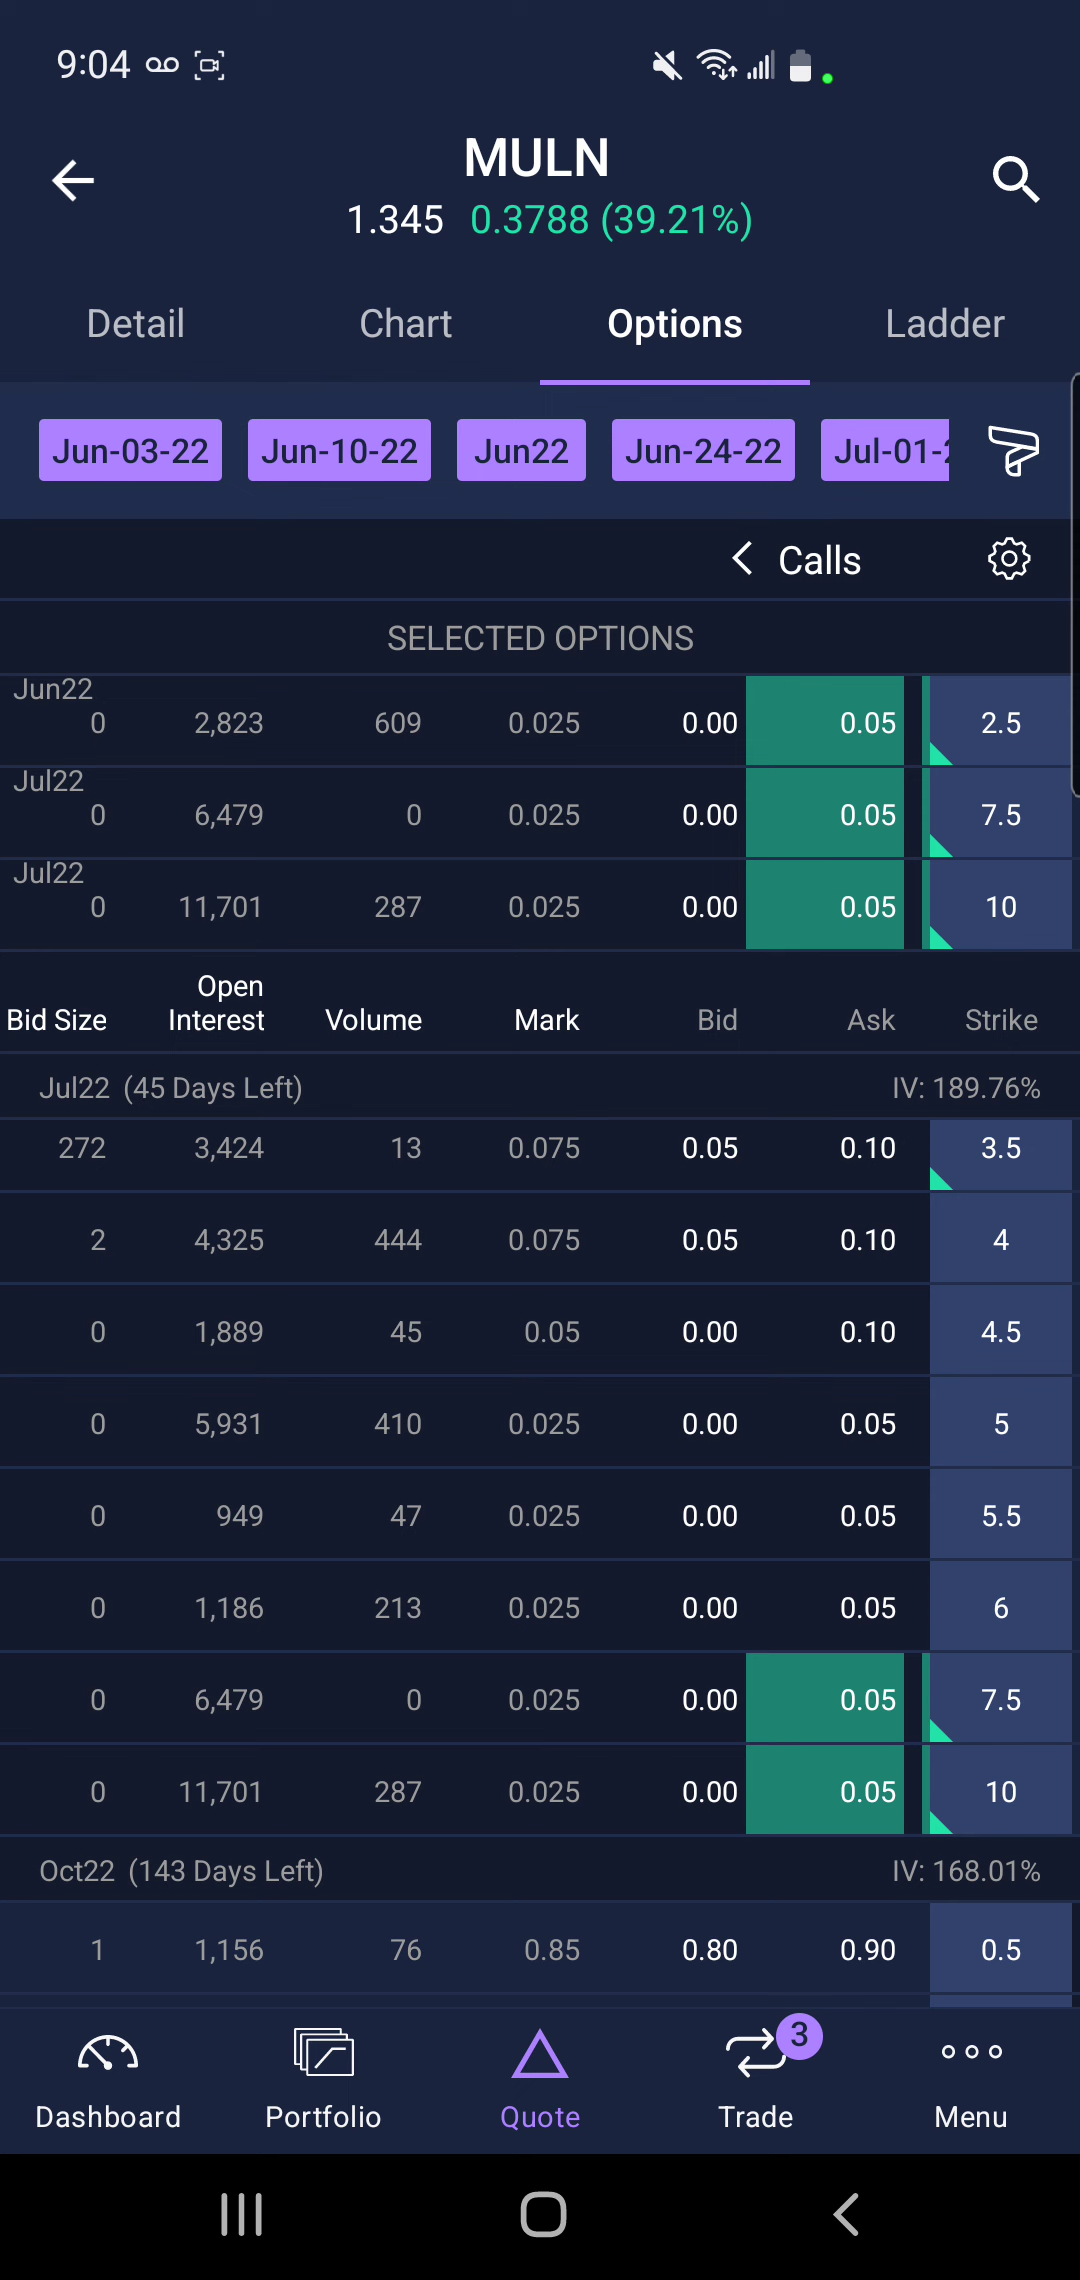 9:04
MULN
1.345 0.3788 (39.21%)
Detail Chart Options Ladder
Jun-03-22 Jun-10-22 Jun22 Jun-24-22 Jul-01-
Calls
SELECTED OPTIONS
Jun22
0 2,823 609 0.025 0.00 0.05 2.5
Jul22
0 6,479 0 0.025 0.00 0.05 7.5
Jul22
0 11,701 287 0.025 0.00 0.05 10
Bid Size Open Interest Volume Mark Bid Ask Strike
Jul22 (45 Days Left) IV: 189.76%
272 3,424 13 0.075 0.05 0.10 3.5
2 4,325 444 0.075 0.05 0.10 4
0 1,889 45 0.05 0.00 0.10 4.5
0 5,931 410 0.025 0.00 0.05 5
0 949 47 0.025 0.00 0.05 5.5
0 1,186 213 0.025 0.00 0.05 6
0 6,479 0 0.025 0.00 0.05 7.5
0 11,701 287 0.025 0.00 0.05 10
Oct22 (143 Days Left) IV: 168.01%
1 1,156 76 0.85 0.80 0.90 0.5
3
Dashboard Portfolio Quote Trade Menu